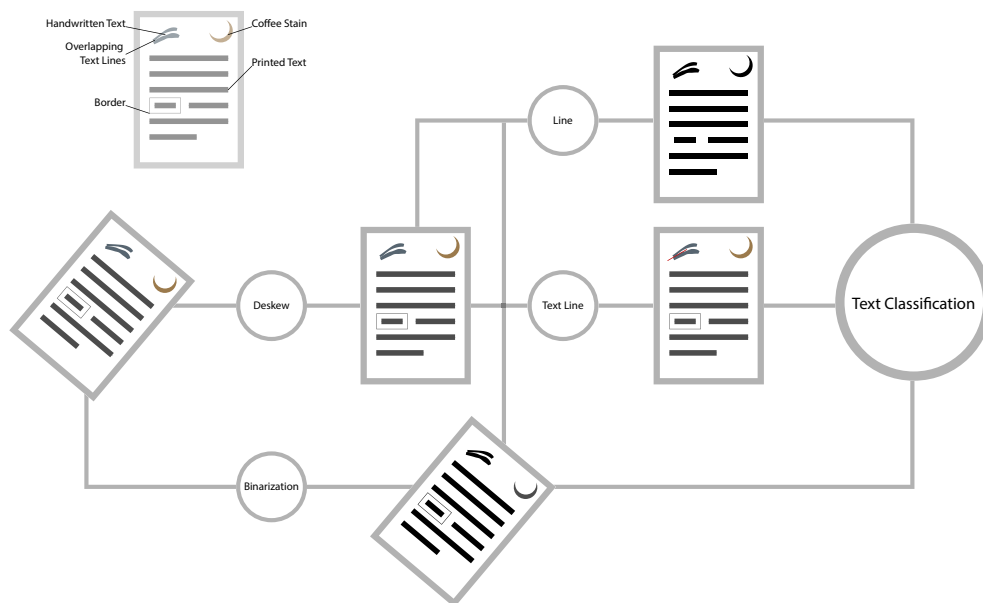 Handwritten Text
Coffee Stain
Overlapping
Text Lines
Printed Text
Border
Line
Deskew
Text Line
Text Classification
Binarization